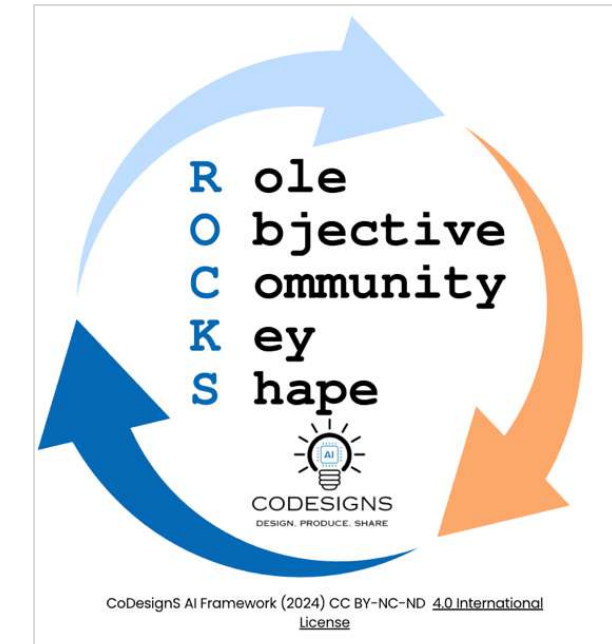 R ole
O bjective
C ommunity
K ey
S hape
AI
CODESIGNS
DESIGN. PRODUCE. SHARE
CoDesignS AI Framework (2024) CC BY-NC-ND 4.0 International
License